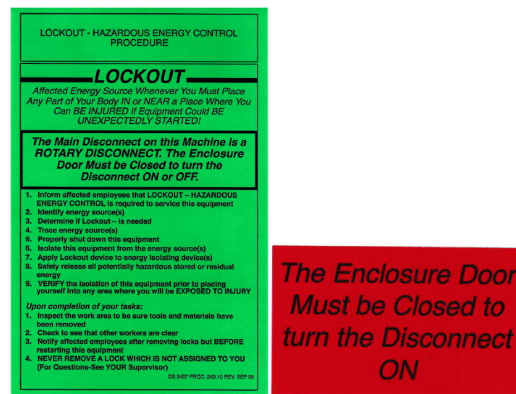 LOCKOUT - HAZARDOUS ENERGY CONTROL
PROCEDURE
LOCKOUT
Affected Energy Source Whenever You Must Place
Any Part of Your Body IN or NEAR a Place Where You
Can BE INJURED If Equipment Could BE
UNEXPECTEDLY STARTED!
The Main Disconnect on this Machine is a
ROTARY DISCONNECT. The Enclosure
Door Must be Closed to turn the
Disconnect ON or OFF.
1. Inform affected employees that LOCKOUT – HAZARDOUS
ENERGY CONTROL is required to service this equipment
2. Identify energy source(s)
3. Determine if Lockout – is needed
4. Trace energy source(s)
5. Properly shut down this equipment
6. Isolate this equipment from the energy source(s)
7. Apply Lockout device to energy isolating device(s)
8. Safely release all potentially hazardous stored or residual
energy
9. VERIFY the isolation of this equipment prior to placing
yourself into any area where you will be EXPOSED TO INJURY
Upon completion of your tasks:
1. Inspect the work area to be sure tools and materials have
been removed
2. Check to see that other workers are clear
3. Notify affected employees after removing locks but BEFORE
restarting this equipment
4. NEVER REMOVE A LOCK WHICH IS NOT ASSIGNED TO YOU
(For Questions-See YOUR Supervisor)
PROC. 249.10 REV. SEP 06
The Enclosure Door
Must be Closed to
turn the Disconnect
ON